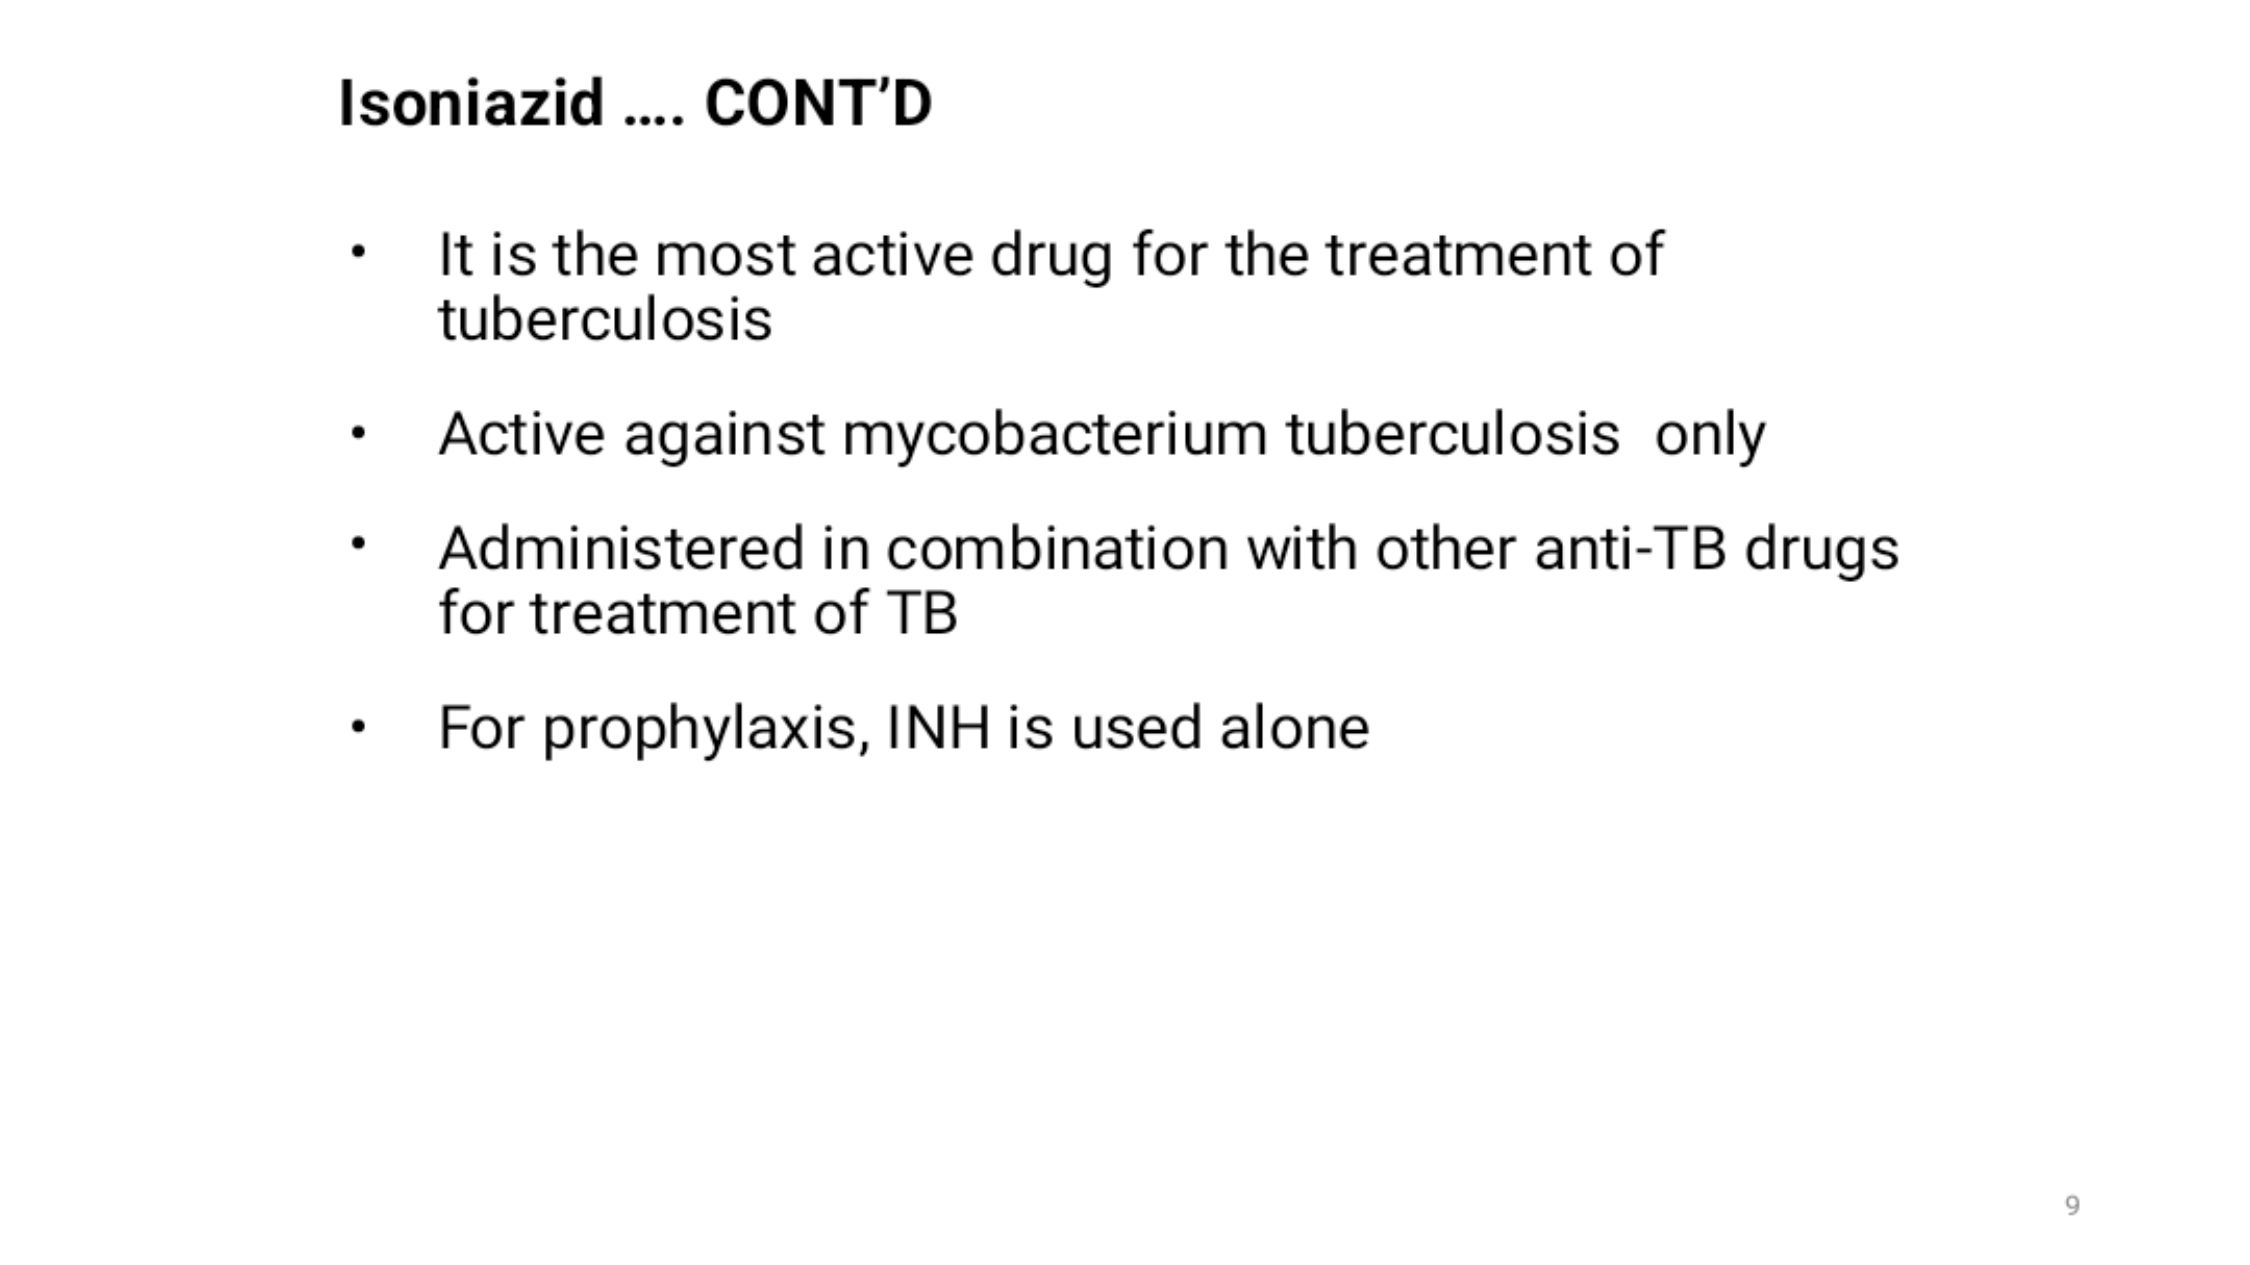 Isoniazid …. CONT’D
• It is the most active drug for the treatment of
tuberculosis
• Active against mycobacterium tuberculosis  only
• Administered in combination with other anti-TB drugs
for treatment of TB
• For prophylaxis, INH is used alone
9